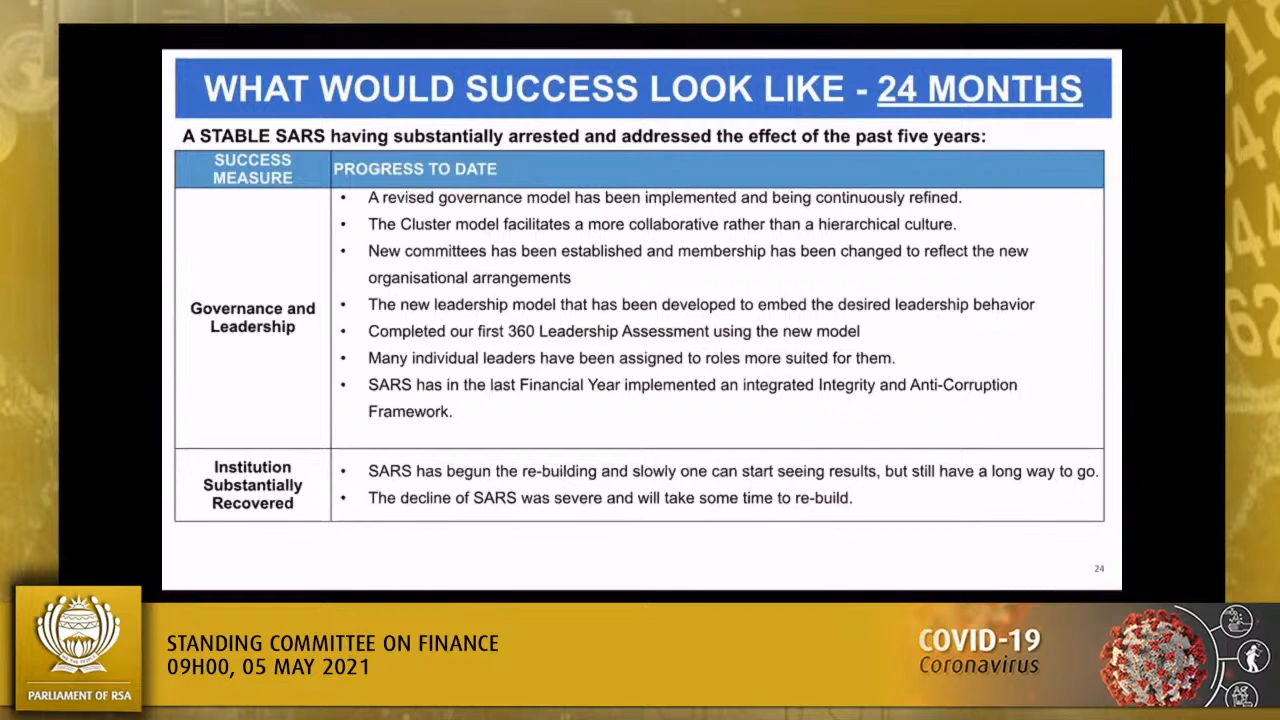 WHAT WOULD SUCCESS LOOK LIKE - 24 MONTHS
A STABLE SARS having substantially arrested and addressed the effect of the past five years:
SUCCESS
MEASURE
PROGRESS TO DATE
Governance and
Leadership
• A revised governance model has been implemented and being continuously refined.
• The Cluster model facilitates a more collaborative rather than a hierarchical culture.
• New committees has been established and membership has been changed to reflect the new
organisational arrangements
• The new leadership model that has been developed to embed the desired leadership behavior
• Completed our first 360 Leadership Assessment using the new model
• Many individual leaders have been assigned to roles more suited for them.
• SARS has in the last Financial Year implemented an integrated Integrity and Anti-Corruption
Framework.
Institution
Substantially
Recovered
• SARS has begun the re-building and slowly one can start seeing results, but still have a long way to go.
• The decline of SARS was severe and will take some time to re-build.
24
PARLIAMENT OF RSA
STANDING COMMITTEE ON FINANCE
09H00, 05 MAY 2021
COVID-19
Coronavirus